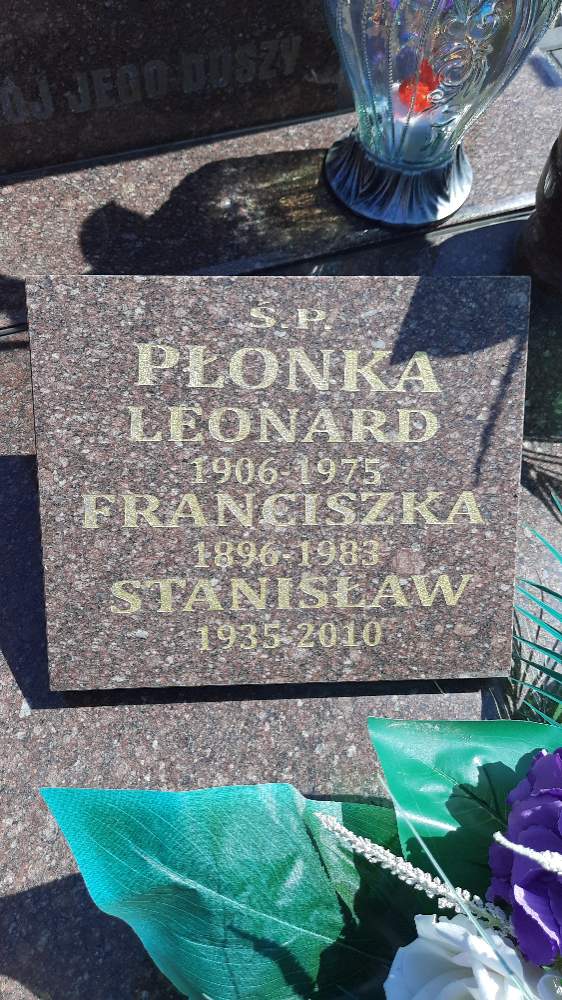 JEGO DUSZY
Ś.P.
PŁONKA
LEONARD
1906-1975
FRANCISZKA
1896-1983
STANISŁAW
1935-2010